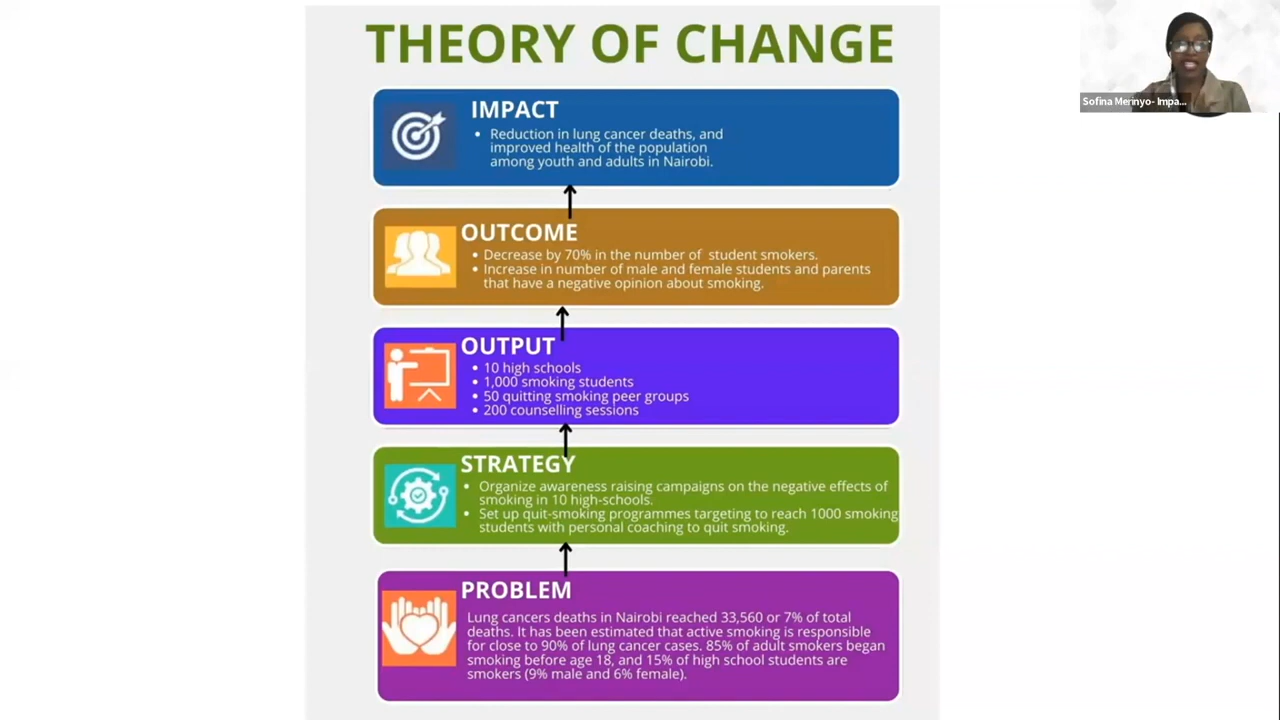 THEORY OF CHANGE
Sofina Merinyo- Impa...
IMPACT
• Reduction in lung cancer deaths, and
improved health of the population
among youth and adults in Nairobi.
OUTCOME
• Decrease by 70% in the number of student smokers.
• Increase in number of male and female students and parents
that have a negative opinion about smoking.
OUTPUT
• 10 high schools
• 1,000 smoking students
• 50 quitting smoking peer groups
• 200 counselling sessions
STRATEGY
• Organize awareness raising campaigns on the negative effects of
smoking in 10 high-schools.
• Set up quit-smoking programmes targeting to reach 1000 smoking
students with personal coaching to quit smoking.
PROBLEM
Lung cancers deaths in Nairobi reached 33,560 or 7% of total
deaths. It has been estimated that active smoking is responsible
for close to 90% of lung cancer cases. 85% of adult smokers began
smoking before age 18, and 15% of high school students are
smokers (9% male and 6% female).